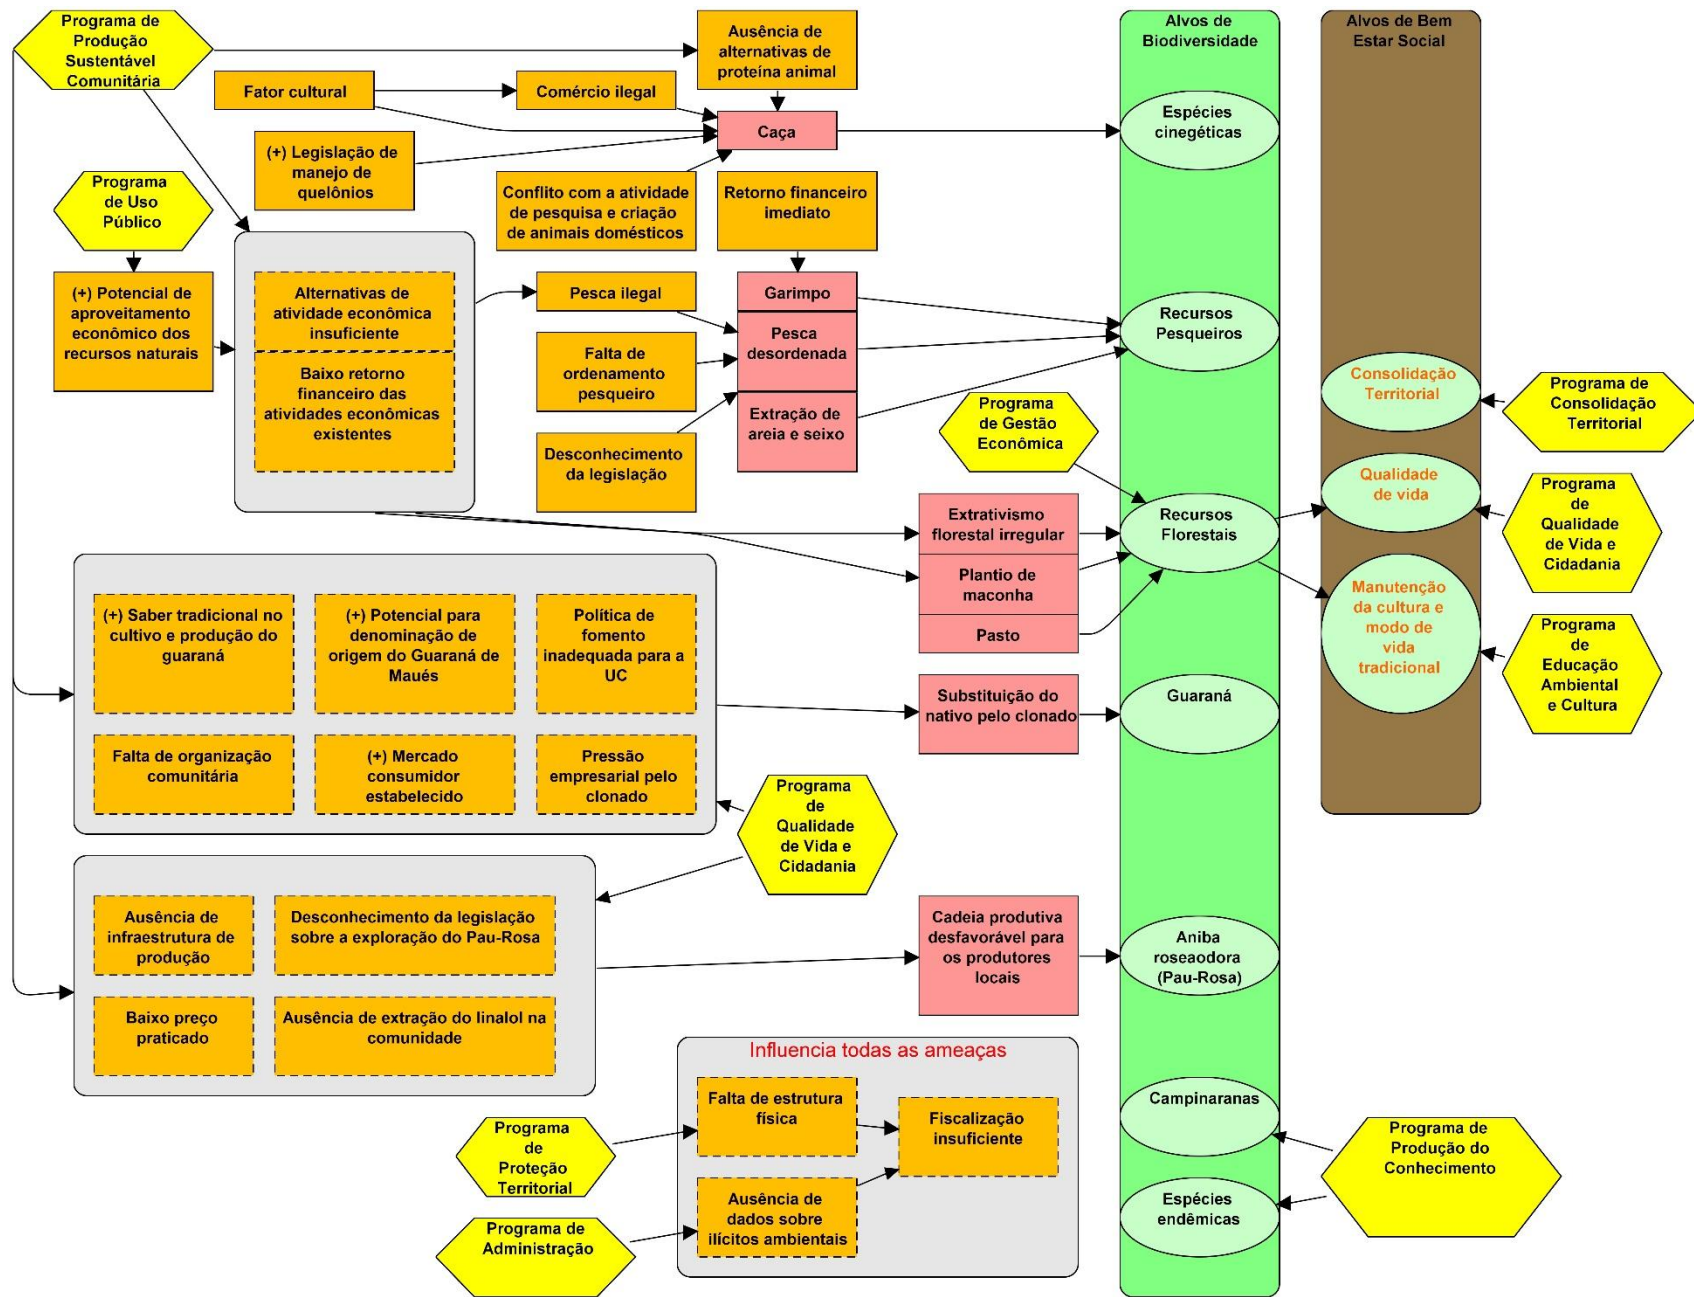 Programa de
Produção
Sustentável
Comunitária
Ausência de
alternativas de
proteína animal
Alvos de
Biodiversidade
Alvos de Bem
Estar Social
Fator cultural
Comércio ilegal
Caça
Espécies
cinegéticas
(+) Legislação de
manejo de
quelônios
Programa
de Uso
Público
Conflito com a atividade
de pesquisa e criação
de animais domésticos
Retorno financeiro
imediato
(+) Potencial de
aproveitamento
econômico dos
recursos naturais
Alternativas de
atividade econômica
insuficiente
Baixo retorno
financeiro das
atividades econômicas
existentes
Pesca ilegal
Falta de
ordenamento
pesqueiro
Desconhecimento
da legislação
Garimpo
Pesca
desordenada
Extração de
areia e seixo
Recursos
Pesqueiros
Consolidação
Territorial
Programa de
Consolidação
Territorial
Programa
de Gestão
Econômica
Extrativismo
florestal irregular
Plantio de
maconha
Pasto
Recursos
Florestais
Qualidade
de vida
Programa
de
Qualidade
de Vida e
Cidadania
Manutenção
da cultura e
modo de
vida
tradicional
Programa
de
Educação
Ambiental
e Cultura
(+) Saber tradicional no
cultivo e produção do
guaraná
(+) Potencial para
denominação de
origem do Guaraná de
Maués
Política de
fomento
inadequada para a
UC
Falta de organização
comunitária
(+) Mercado
consumidor
estabelecido
Pressão
empresarial pelo
clonado
Substituição do
nativo pelo clonado
Guaraná
Programa
de
Qualidade
de Vida e
Cidadania
Ausência de
infraestrutura de
produção
Desconhecimento da legislação
sobre a exploração do Pau-Rosa
Baixo preço
praticado
Ausência de extração do linalol na
comunidade
Cadeia produtiva
desfavorável para
os produtores
locais
Aniba
roseaodora
(Pau-Rosa)
Influencia todas as ameaças
Falta de estrutura
física
Fiscalização
insuficiente
Ausência de
dados sobre
ilícitos ambientais
Programa
de
Proteção
Territorial
Programa de
Administração
Campinaranas
Espécies
endêmicas
Programa de
Produção do
Conhecimento